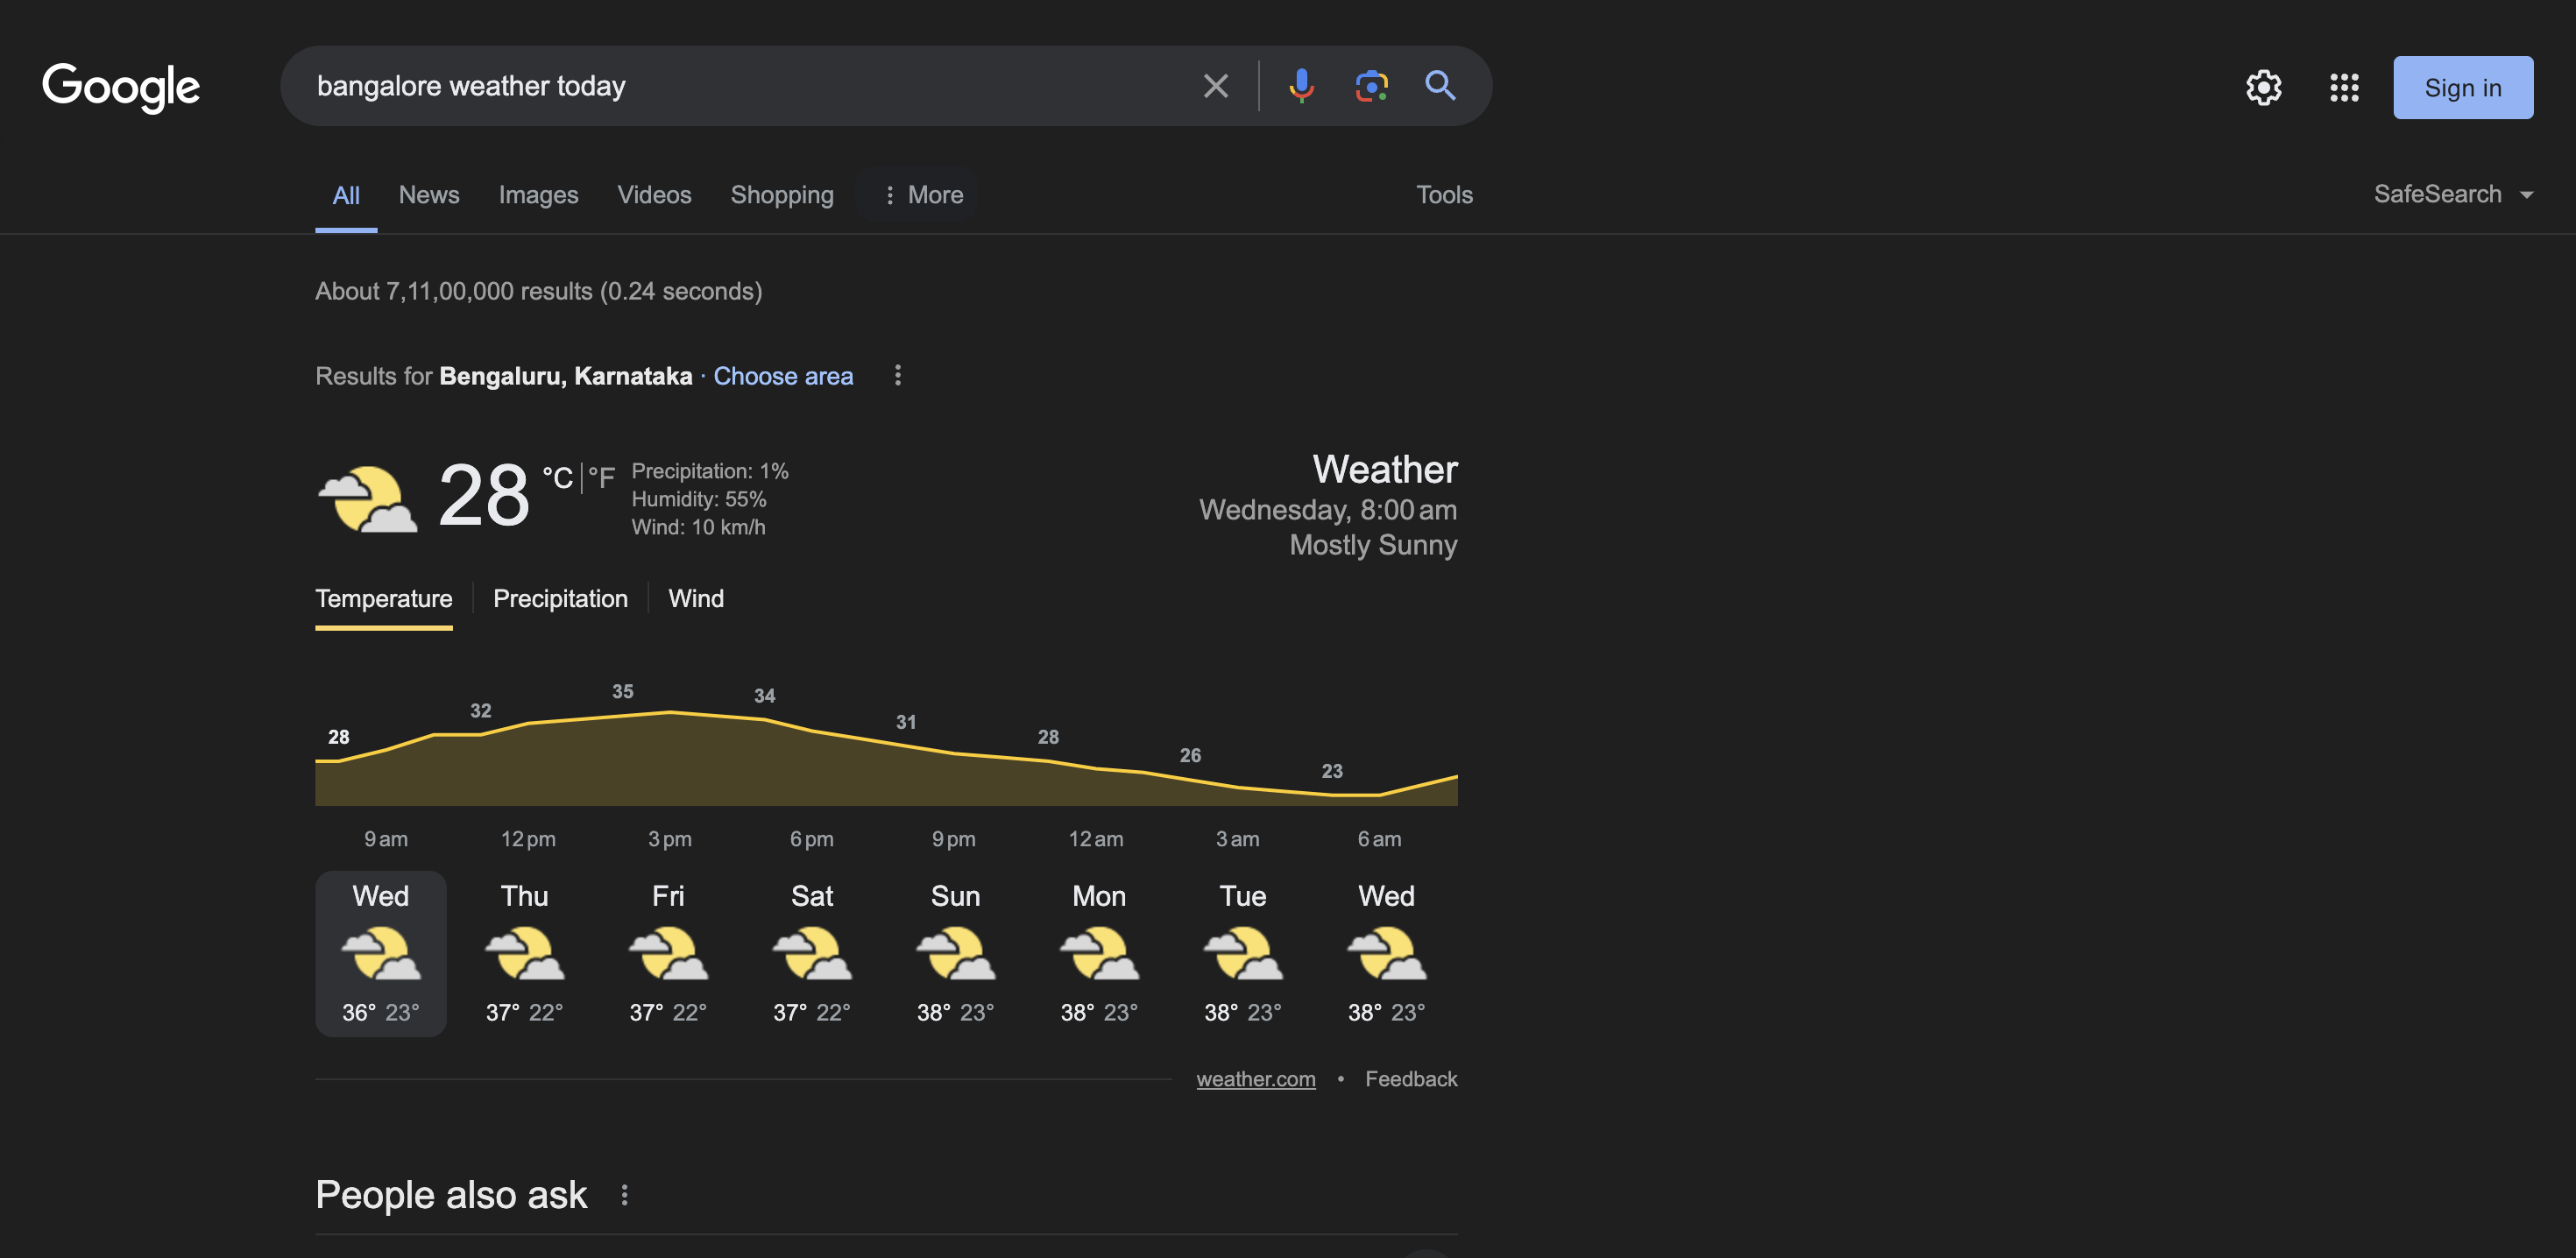 Google
bangalore weather today
Sign in
All News Images Videos Shopping More Tools SafeSearch
About 7,11,00,000 results (0.24 seconds)
Results for Bengaluru, Karnataka · Choose area
28 °C | °F
Precipitation: 1%
Humidity: 55%
Wind: 10 km/h
Weather
Wednesday, 8:00 am
Mostly Sunny
Temperature Precipitation Wind
28 32 35 34 31 28 26 23
9 am 12 pm 3 pm 6 pm 9 pm 12 am 3 am 6 am
Wed Thu Fri Sat Sun Mon Tue Wed
36° 23° 37° 22° 37° 22° 37° 22° 38° 23° 38° 23° 38° 23° 38° 23°
weather.com • Feedback
People also ask